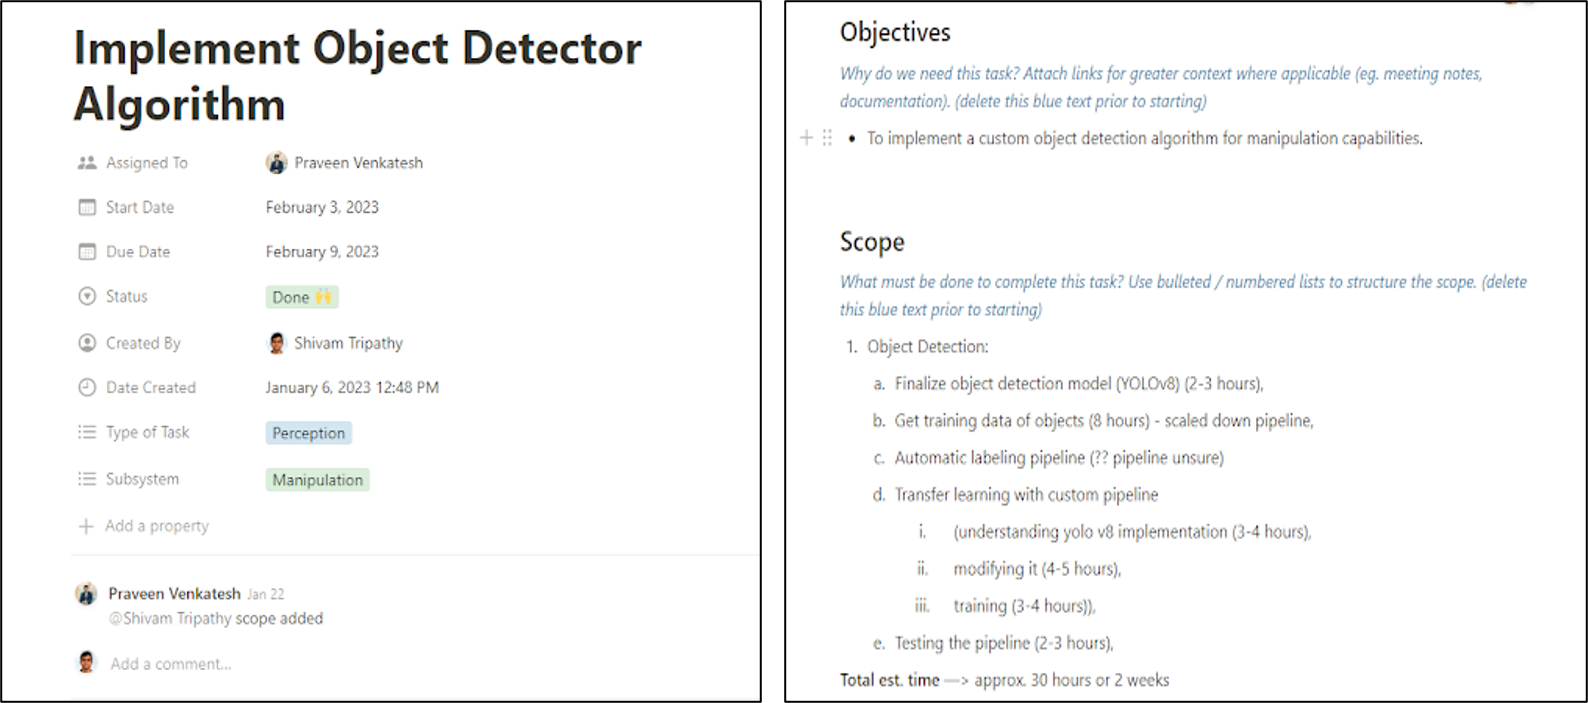 Implement Object Detector
Algorithm
Assigned To Praveen Venkatesh
Start Date February 3, 2023
Due Date February 9, 2023
Status Done 🙌
Created By Shivam Tripathy
Date Created January 6, 2023 12:48 PM
Type of Task Perception
Subsystem Manipulation
+ Add a property
Praveen Venkatesh Jan 22
@Shivam Tripathy scope added
Add a comment...
Objectives
Why do we need this task? Attach links for greater context where applicable (eg. meeting notes,
documentation). (delete this blue text prior to starting)
• To implement a custom object detection algorithm for manipulation capabilities.
Scope
What must be done to complete this task? Use bulleted / numbered lists to structure the scope. (delete
this blue text prior to starting)
1. Object Detection:
a. Finalize object detection model (YOLOv8) (2-3 hours),
b. Get training data of objects (8 hours) - scaled down pipeline,
c. Automatic labeling pipeline (?? pipeline unsure)
d. Transfer learning with custom pipeline
i. (understanding yolo v8 implementation (3-4 hours),
ii. modifying it (4-5 hours),
iii. training (3-4 hours)),
e. Testing the pipeline (2-3 hours),
Total est. time —> approx. 30 hours or 2 weeks